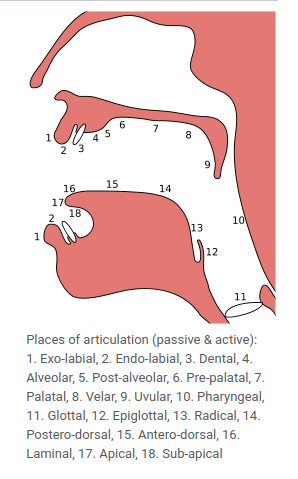 1
2
3
4
5
6
7
8
9
10
11
12
13
14
15
16
17
18
2
1
Places of articulation (passive & active):
1. Exo-labial, 2. Endo-labial, 3. Dental, 4.
Alveolar, 5. Post-alveolar, 6. Pre-palatal, 7.
Palatal, 8. Velar, 9. Uvular, 10. Pharyngeal,
11. Glottal, 12. Epiglottal, 13. Radical, 14.
Postero-dorsal, 15. Antero-dorsal, 16.
Laminal, 17. Apical, 18. Sub-apical